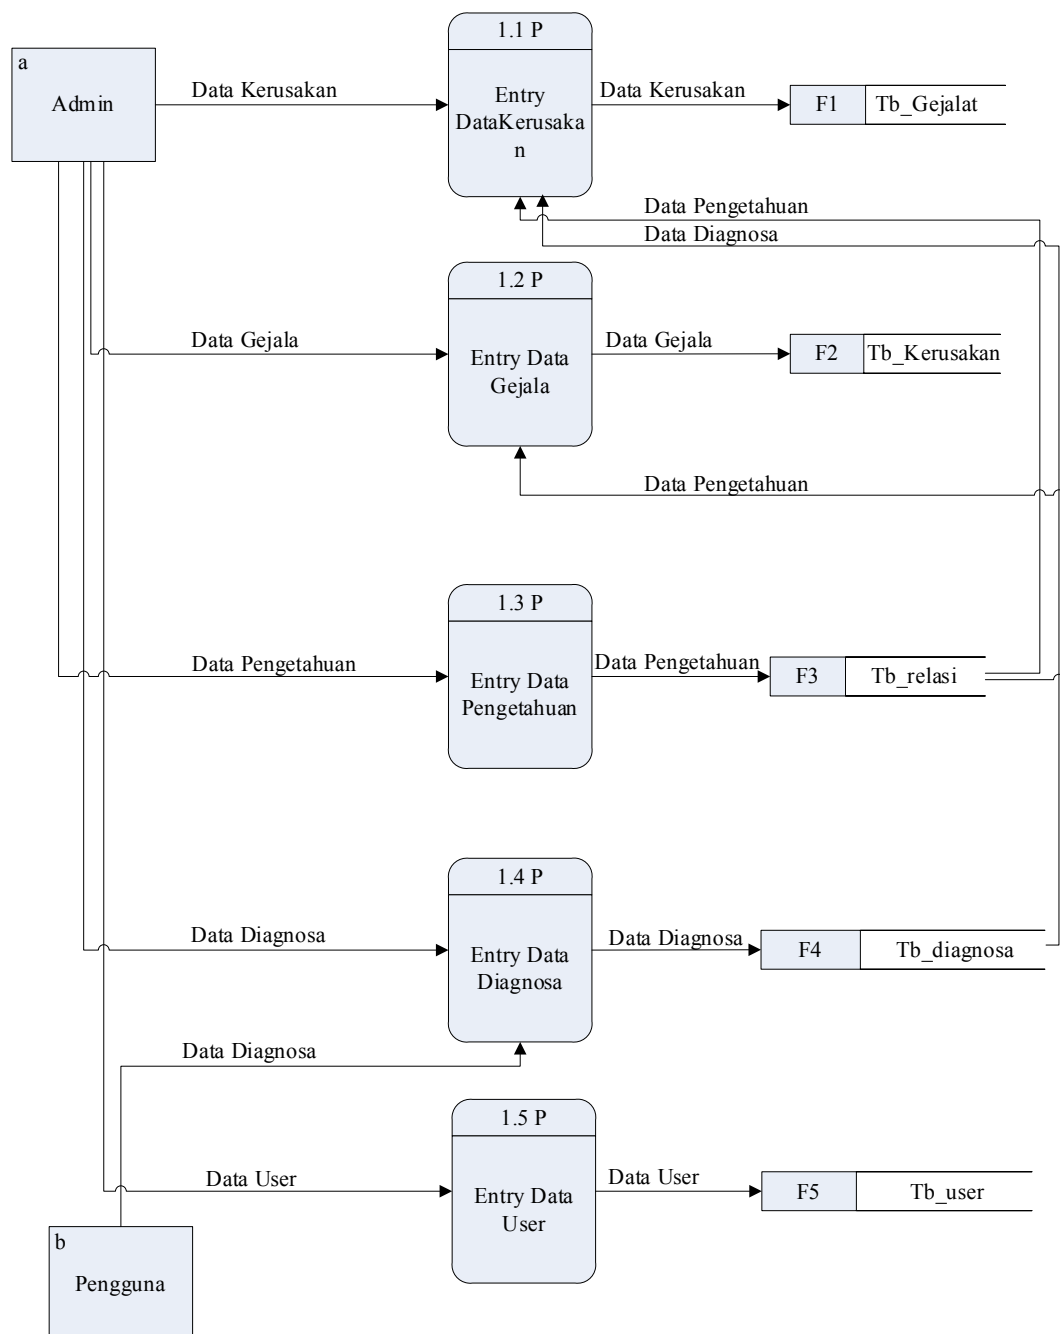 1.1 P
a
Admin
Data Kerusakan
Entry
DataKerusaka
n
Data Kerusakan
F1
Tb_Gejalat
Data Pengetahuan
Data Diagnosa
1.2 P
Data Gejala
Entry Data
Gejala
Data Gejala
F2
Tb_Kerusakan
Data Pengetahuan
1.3 P
Data Pengetahuan
Entry Data
Pengetahuan
Data Pengetahuan
F3
Tb_relasi
1.4 P
Data Diagnosa
Entry Data
Diagnosa
Data Diagnosa
F4
Tb_diagnosa
Data Diagnosa
1.5 P
Data User
Entry Data
User
Data User
F5
Tb_user
b
Pengguna